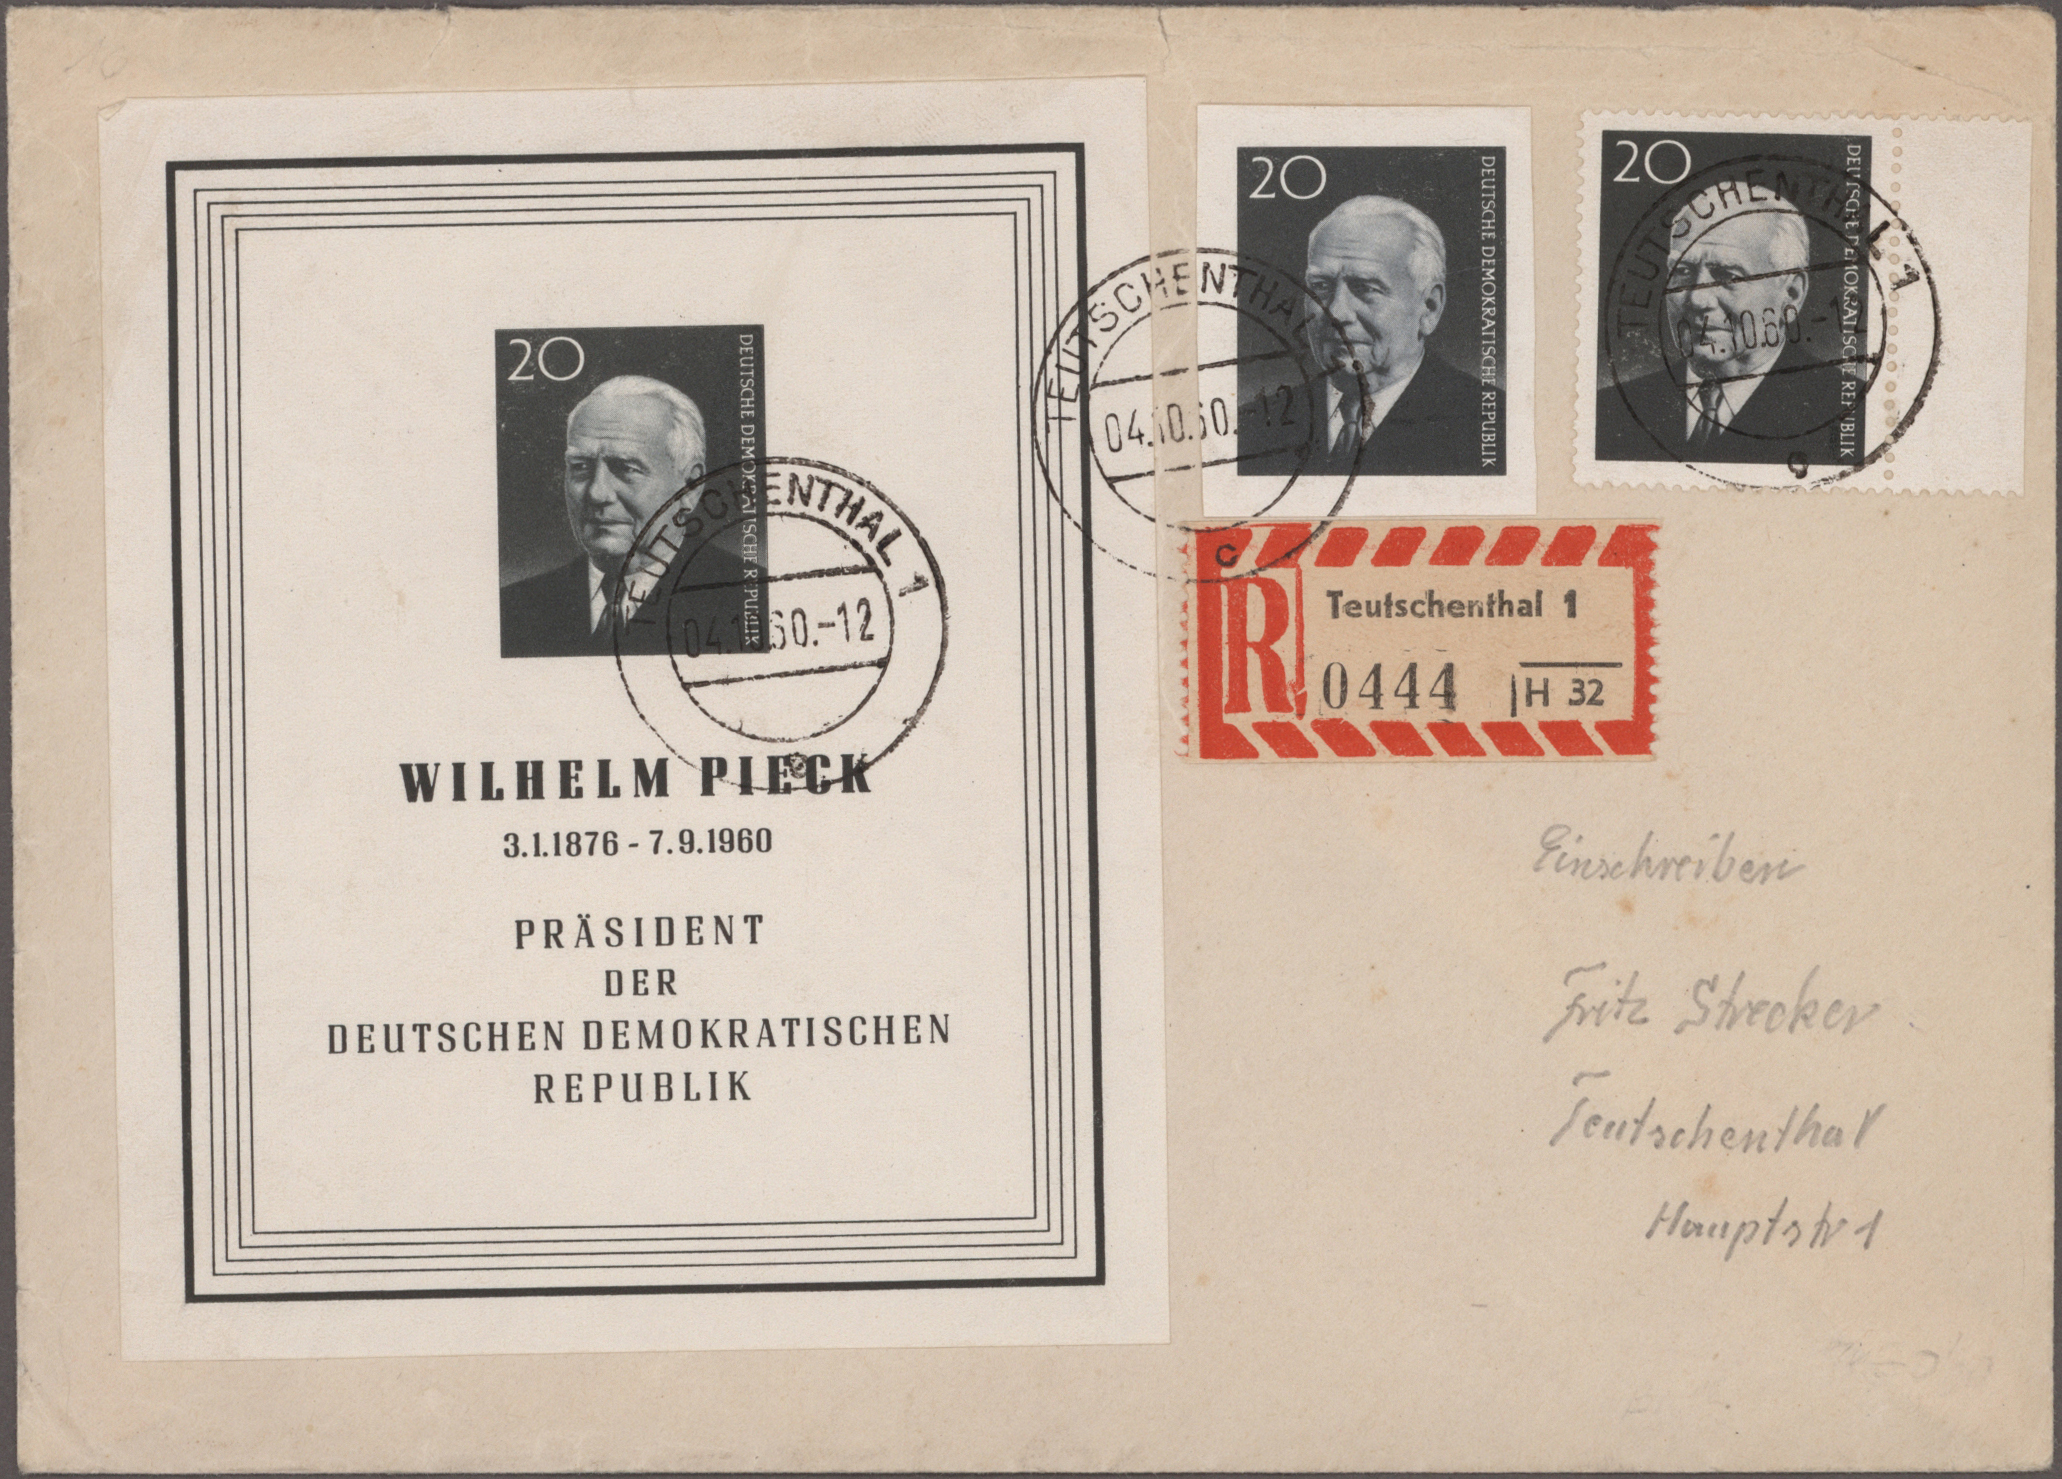 20
DEUTSCHE DEMOKRATISCHE REPUBLIK
TEUTSCHENTHAL 1
04.10.60.-12
WILHELM PIECK
3.1.1876 - 7.9.1960
PRÄSIDENT
DER
DEUTSCHEN DEMOKRATISCHEN
REPUBLIK
20
DEUTSCHE DEMOKRATISCHE REPUBLIK
TEUTSCHENTHAL 1
04.10.60.-12
c
20
DEUTSCHE DEMOKRATISCHE REPUBLIK
TEUTSCHENTHAL 1
04.10.60.-12
R
Teutschenthal 1
0444
H 32
Einschreiben
Fritz Strecker
Teutschenthal
Hauptstr 1